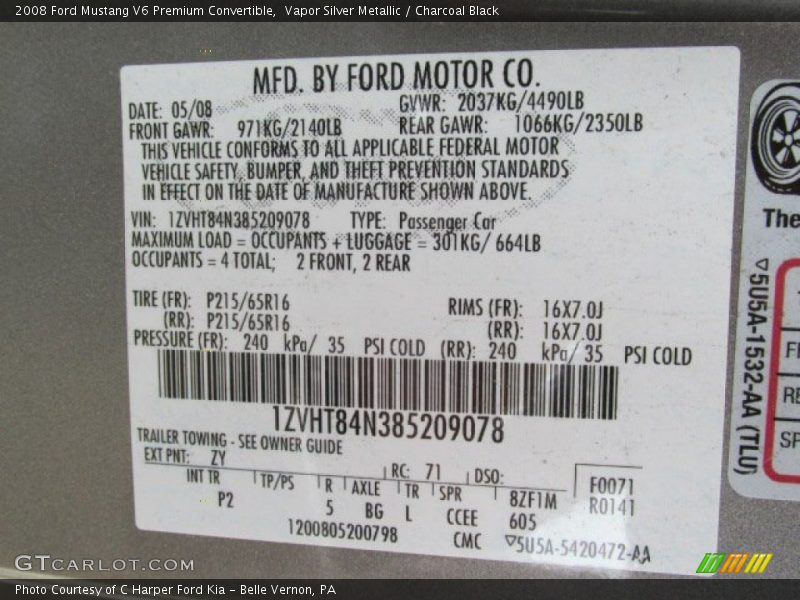 2008 Ford Mustang V6 Premium Convertible,  Vapor Silver Metallic / Charcoal Black
MFD. BY FORD MOTOR CO.
DATE: 05/08 GVWR: 2037KG/4490LB
FRONT GAWR: 971KG/2140LB REAR GAWR: 1066KG/2350LB
THIS VEHICLE CONFORMS TO ALL APPLICABLE FEDERAL MOTOR
VEHICLE SAFETY, BUMPER, AND THEFT PREVENTION STANDARDS
IN EFFECT ON THE DATE OF MANUFACTURE SHOWN ABOVE.
VIN: 1ZVHT84N385209078 TYPE: Passenger Car
MAXIMUM LOAD = OCCUPANTS + LUGGAGE = 301KG/ 664LB
OCCUPANTS = 4 TOTAL; 2 FRONT, 2 REAR
TIRE (FR): P215/65R16 RIMS (FR): 16X7.0J
(RR): P215/65R16 (RR): 16X7.0J
PRESSURE (FR): 240 kPa/ 35 PSI COLD (RR): 240 kPa/ 35 PSI COLD
1ZVHT84N385209078
TRAILER TOWING - SEE OWNER GUIDE
EXT PNT: ZY RC: 71 DSO: F0071
INT TR TP/PS R AXLE TR SPR 8ZF1M R0141
P2 5 BG L CCEE 605
1200805200798 CMC ▽5U5A-5420472-AA
The
▽5U5A-1532-AA (TLU)
RE
SP
GTCarLot.com
Photo Courtesy of C Harper Ford Kia – Belle Vernon, PA